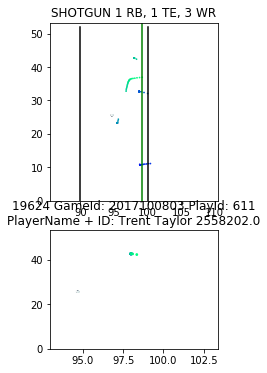 SHOTGUN 1 RB, 1 TE, 3 WR
50
40
30
20
10
0
90 95 100 105 110
19624 GameId: 2017100803 PlayId: 611
PlayerName + ID: Trent Taylor 2558202.0
40
20
0
95.0 97.5 100.0 102.5